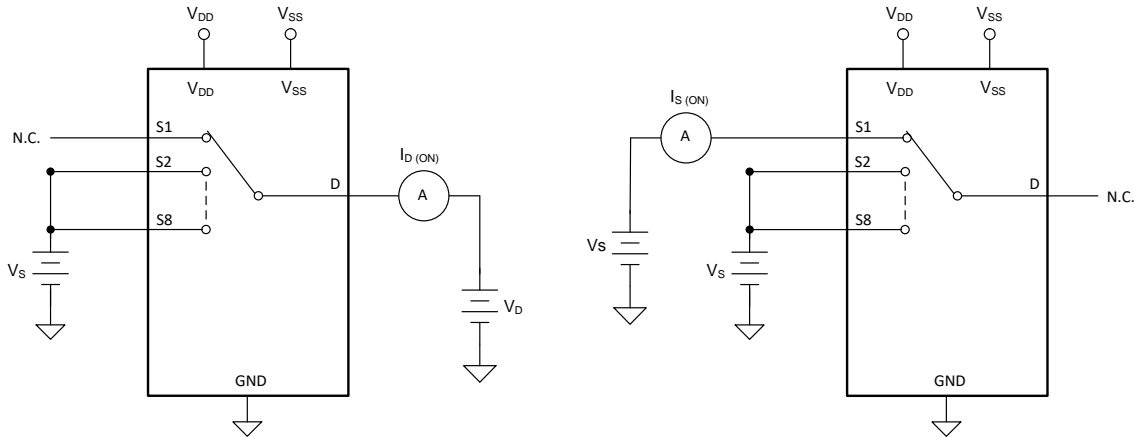 VDD VSS
VDD VSS
N.C. S1
S2
S8
VS
D
ID (ON)
A
VD
GND
VDD VSS
VDD VSS
IS (ON)
A
S1
S2
S8
VS
VS
D
N.C.
GND